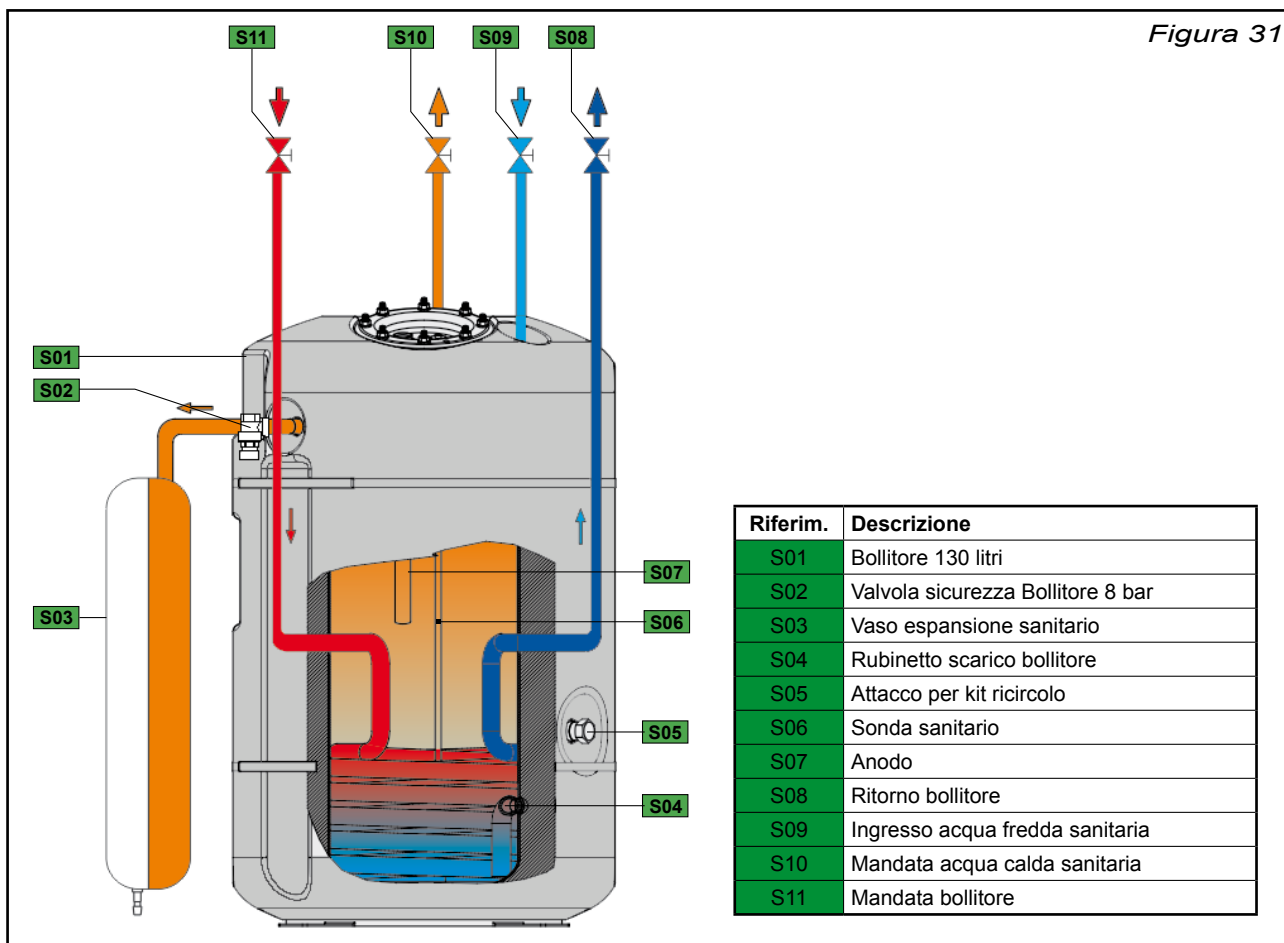 Figura 31
S11 S10 S09 S08
S01
S02
S03
S07
S06
S05
S04
Riferim. Descrizione
S01 Bollitore 130 litri
S02 Valvola sicurezza Bollitore 8 bar
S03 Vaso espansione sanitario
S04 Rubinetto scarico bollitore
S05 Attacco per kit ricircolo
S06 Sonda sanitario
S07 Anodo
S08 Ritorno bollitore
S09 Ingresso acqua fredda sanitaria
S10 Mandata acqua calda sanitaria
S11 Mandata bollitore